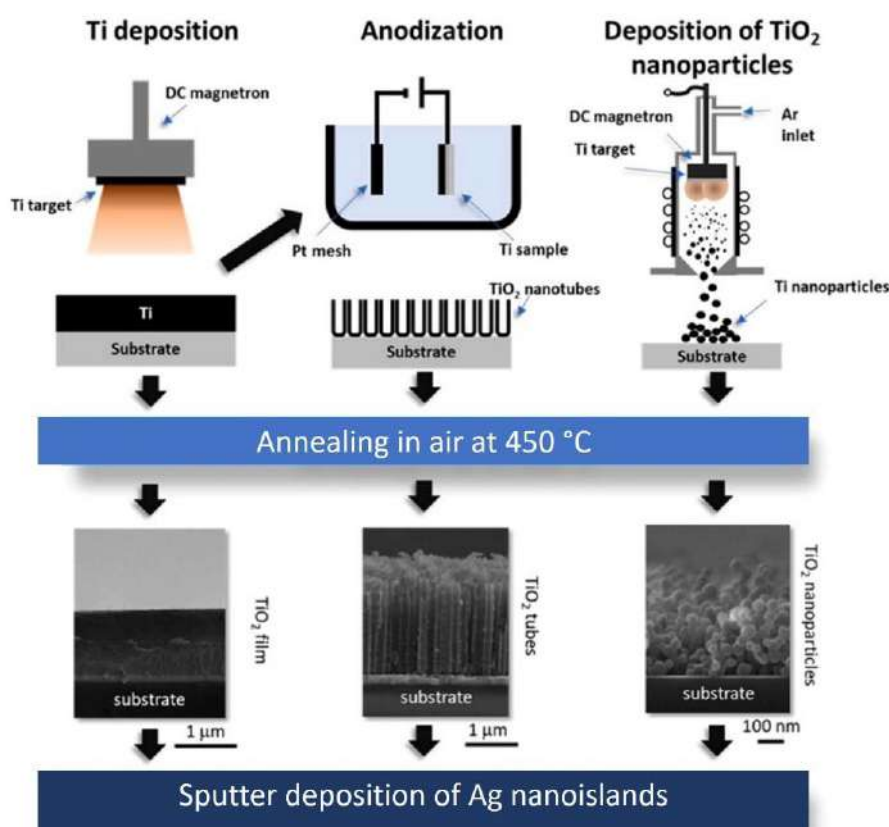 Ti deposition
Anodization
Deposition of TiO₂
nanoparticles
DC magnetron
Ti target
Pt mesh
Ti sample
DC magnetron
Ti target
Ar
inlet
Ti
Substrate
TiO₂ nanotubes
Substrate
Ti nanoparticles
Substrate
Annealing in air at 450 °C
TiO₂ film
substrate
1 μm
TiO₂ tubes
substrate
1 μm
TiO₂ nanoparticles
substrate
100 nm
Sputter deposition of Ag nanoislands